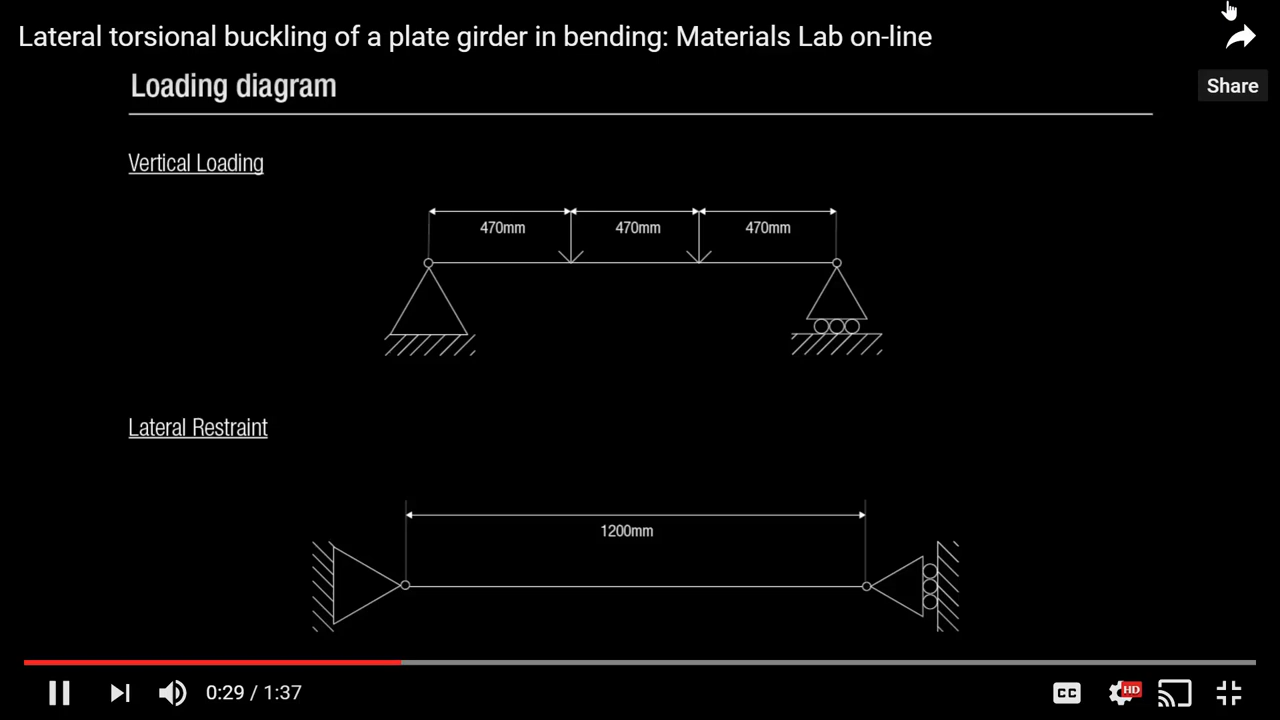 Lateral torsional buckling of a plate girder in bending: Materials Lab on-line
Share
Loading diagram
Vertical Loading
470mm 470mm 470mm
Lateral Restraint
1200mm
0:29 / 1:37
CC
HD